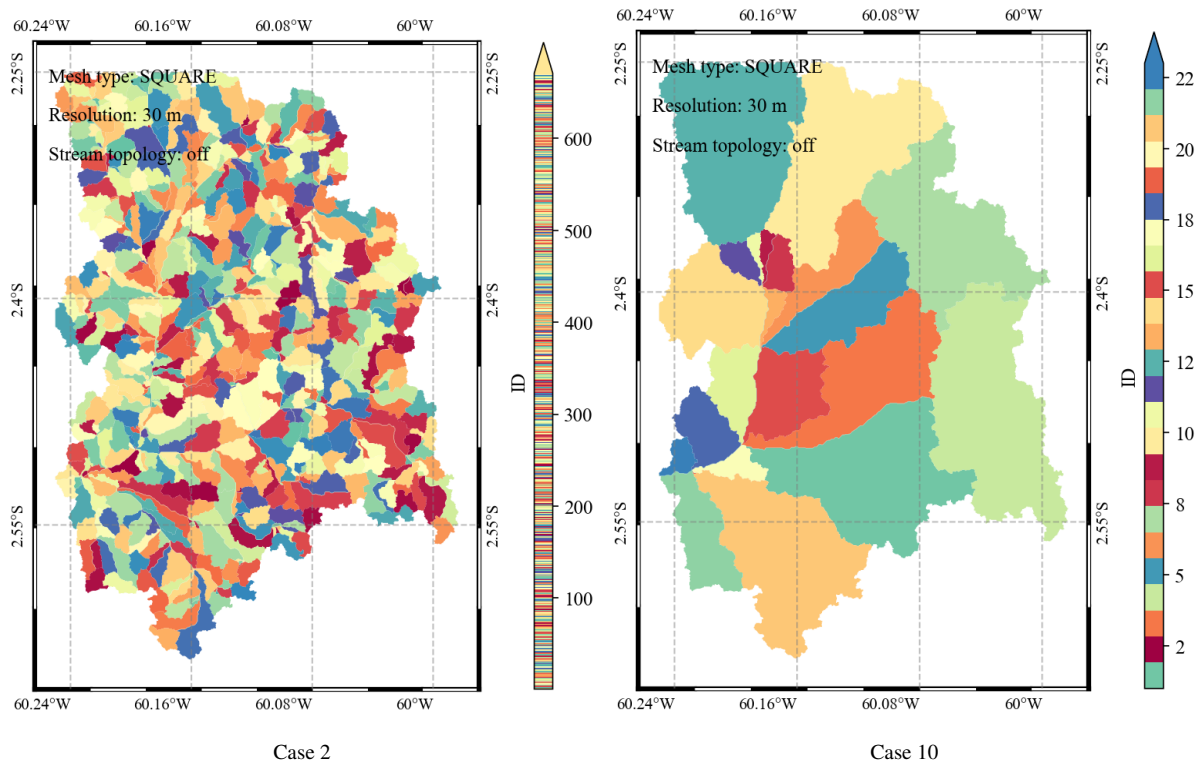 60.24°W 60.16°W 60.08°W 60°W
2.25°S 2.25°S
Mesh type: SQUARE
Resolution: 30 m
Stream topology: off
2.4°S 2.4°S
2.55°S 2.55°S
60.24°W 60.16°W 60.08°W 60°W
600
500
400
300
200
100
ID
Case 2
60.24°W 60.16°W 60.08°W 60°W
2.25°S 2.25°S
Mesh type: SQUARE
Resolution: 30 m
Stream topology: off
2.4°S 2.4°S
2.55°S 2.55°S
60.24°W 60.16°W 60.08°W 60°W
22
20
18
15
12
10
8
5
2
ID
Case 10